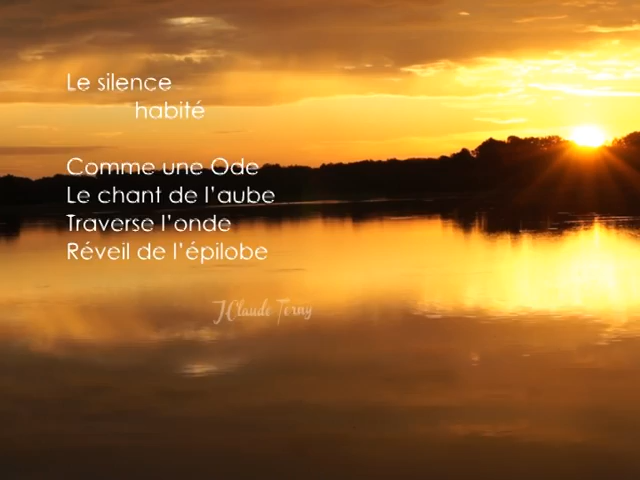 Le silence
habité
Comme une Ode
Le chant de l'aube
Traverse l'onde
Réveil de l'épilobe
J.Claude Terny